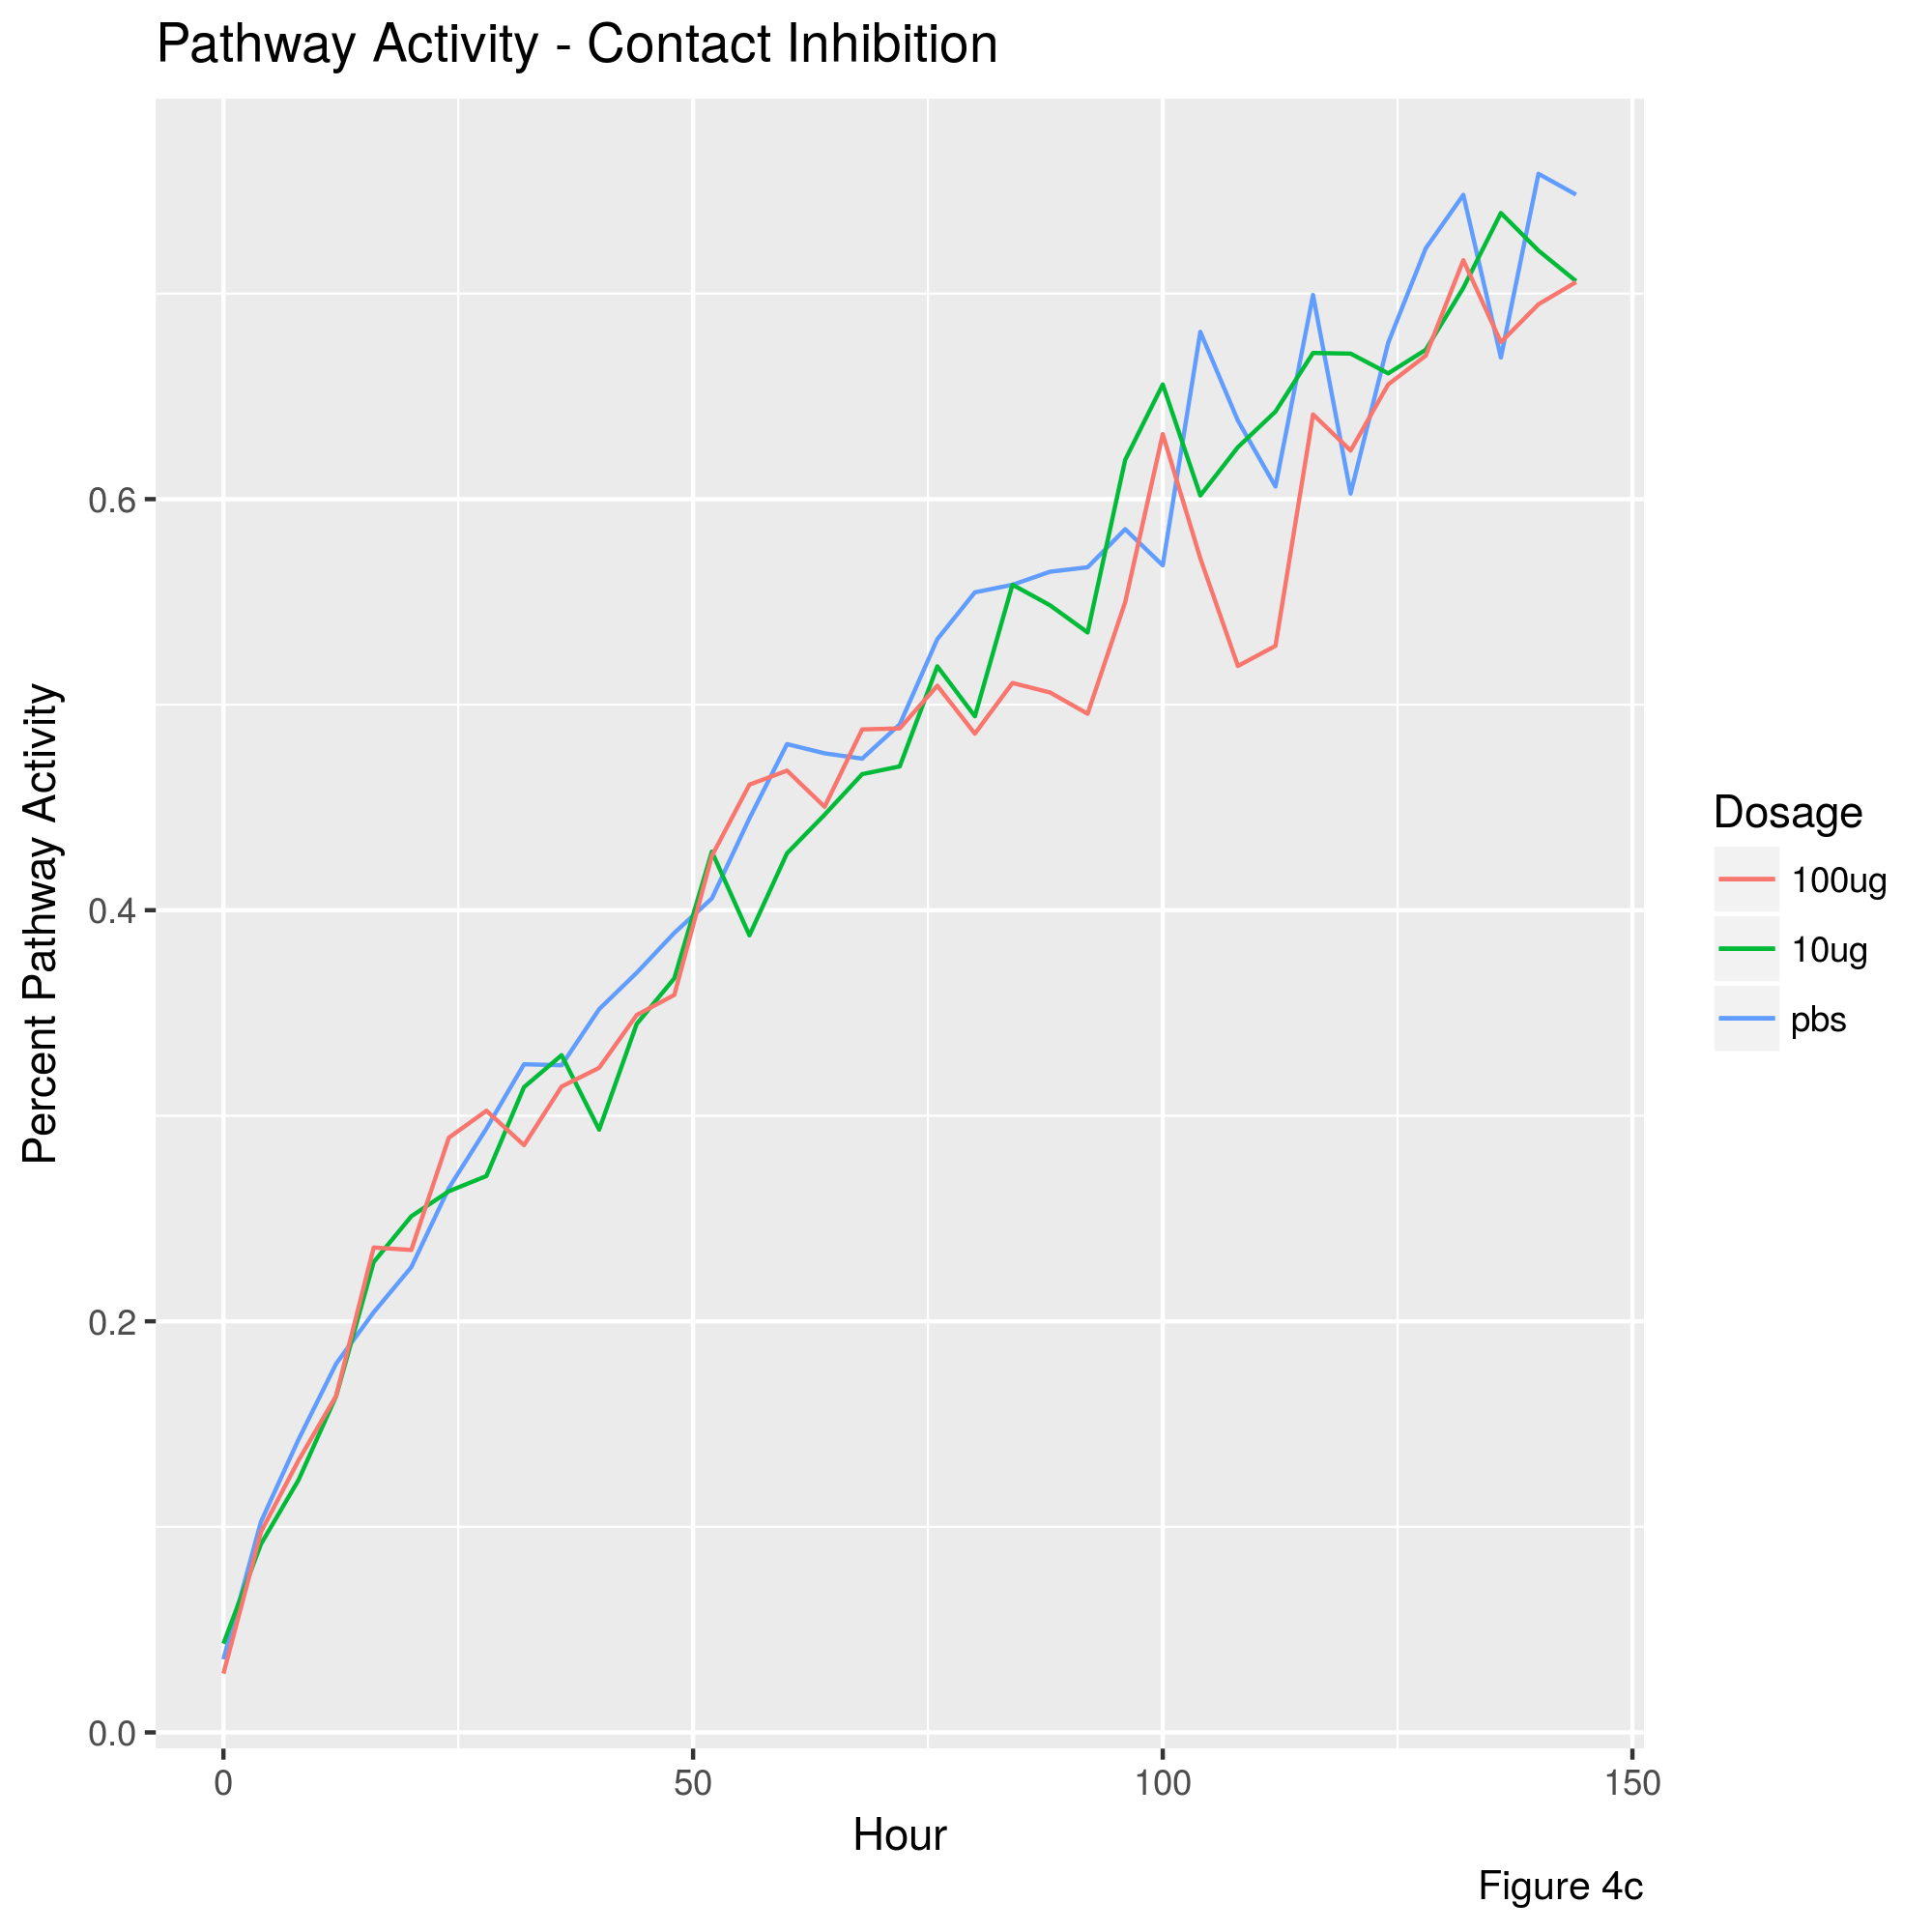 Pathway Activity - Contact Inhibition
Percent Pathway Activity
0.6
0.4
0.2
0.0
0
50
100
150
Hour
Dosage
100ug
10ug
pbs
Figure 4c